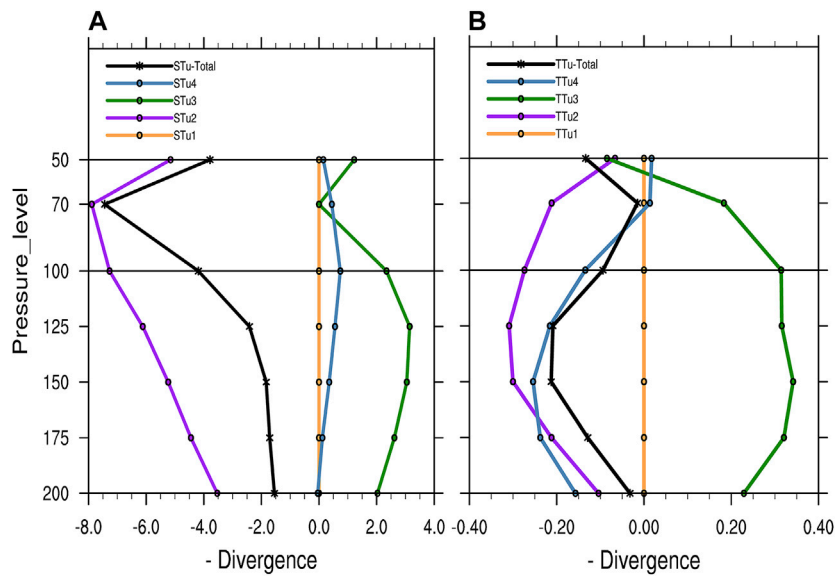 A
STu-Total
STu4
STu3
STu2
STu1
50
70
100
125
150
175
200
Pressure_level
-8.0 -6.0 -4.0 -2.0 0.0 2.0 4.0
- Divergence
B
TTu-Total
TTu4
TTu3
TTu2
TTu1
-0.40 -0.20 0.00 0.20 0.40
- Divergence